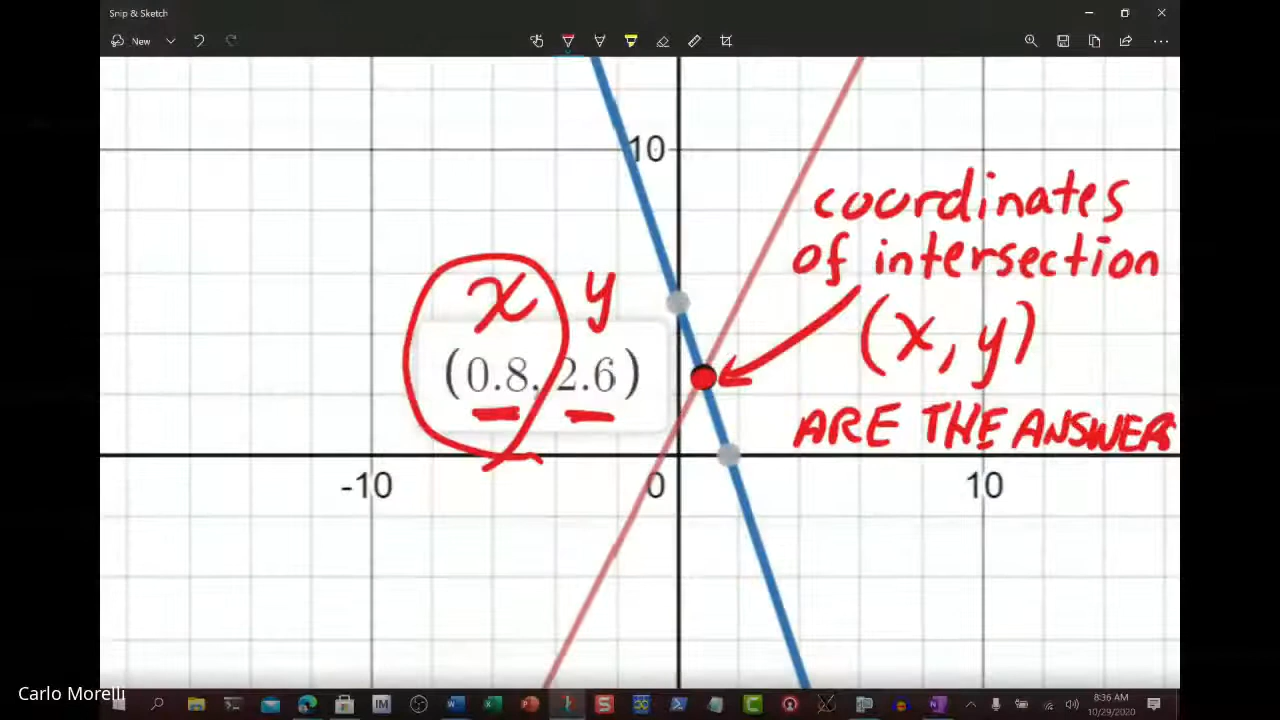 Snip & Sketch
New
10
coordinates
of intersection
x y
(x, y)
(0.8, 2.6)
ARE THE ANSWERS
-10
0
10
Carlo Morelli
8:36 AM
10/29/2020